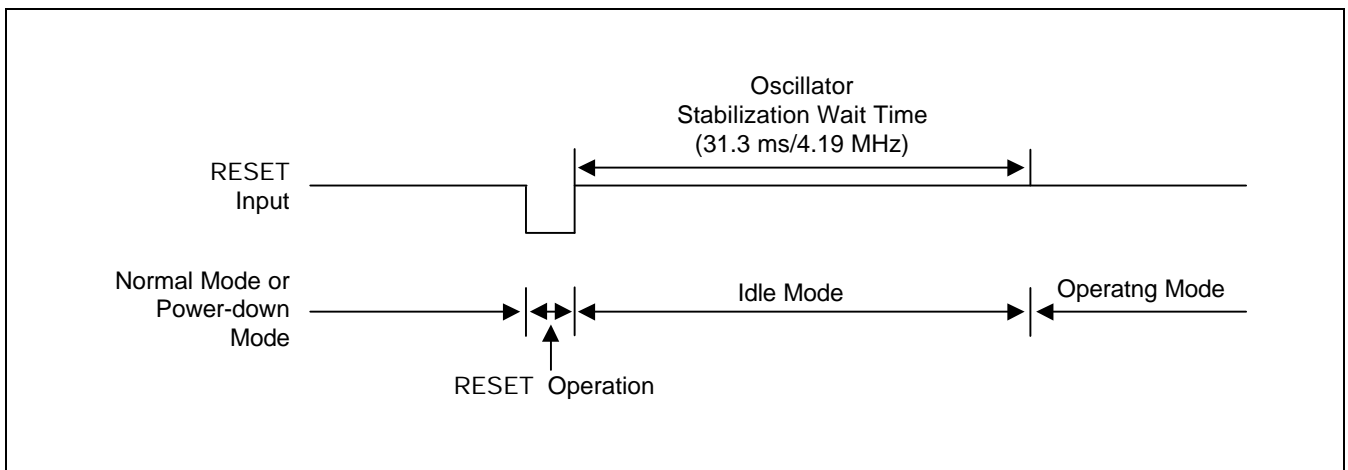 Oscillator
Stabilization Wait Time
(31.3 ms/4.19 MHz)
RESET
Input
Normal Mode or
Power-down
Mode
Idle Mode
Operatng Mode
RESET Operation